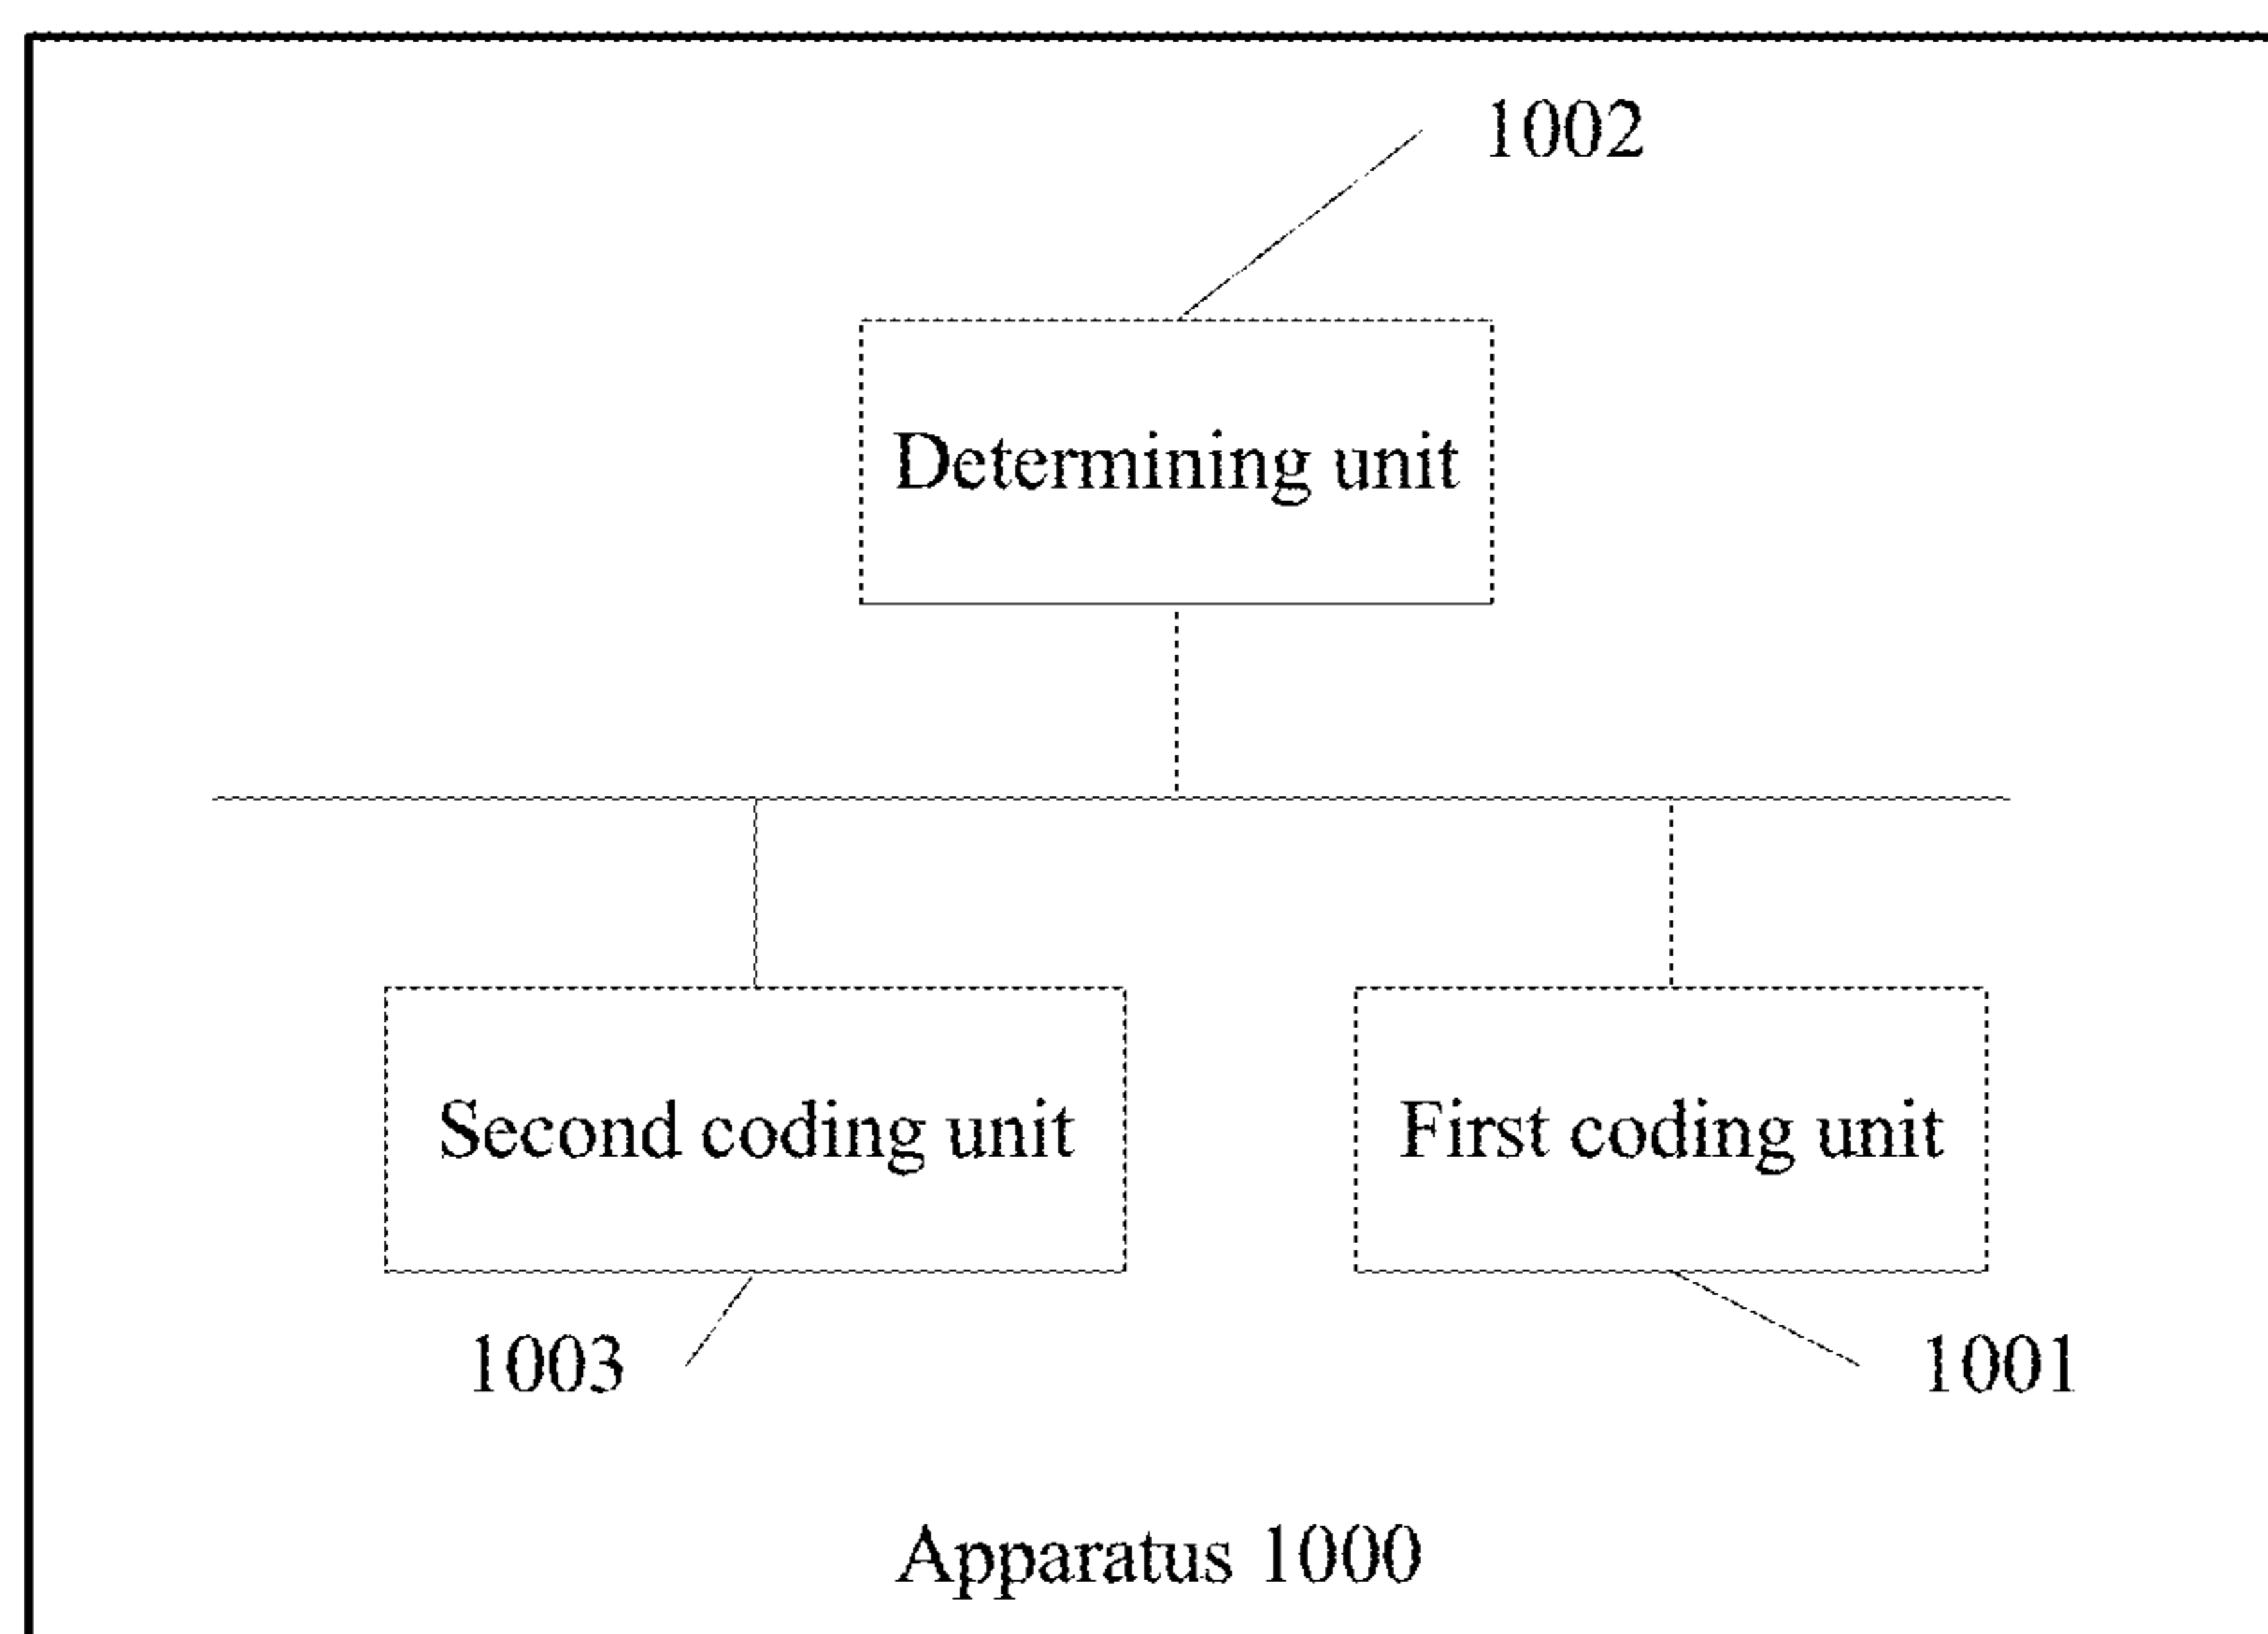 1002
Determining unit
Second coding unit
First coding unit
1003
1001
Apparatus 1000